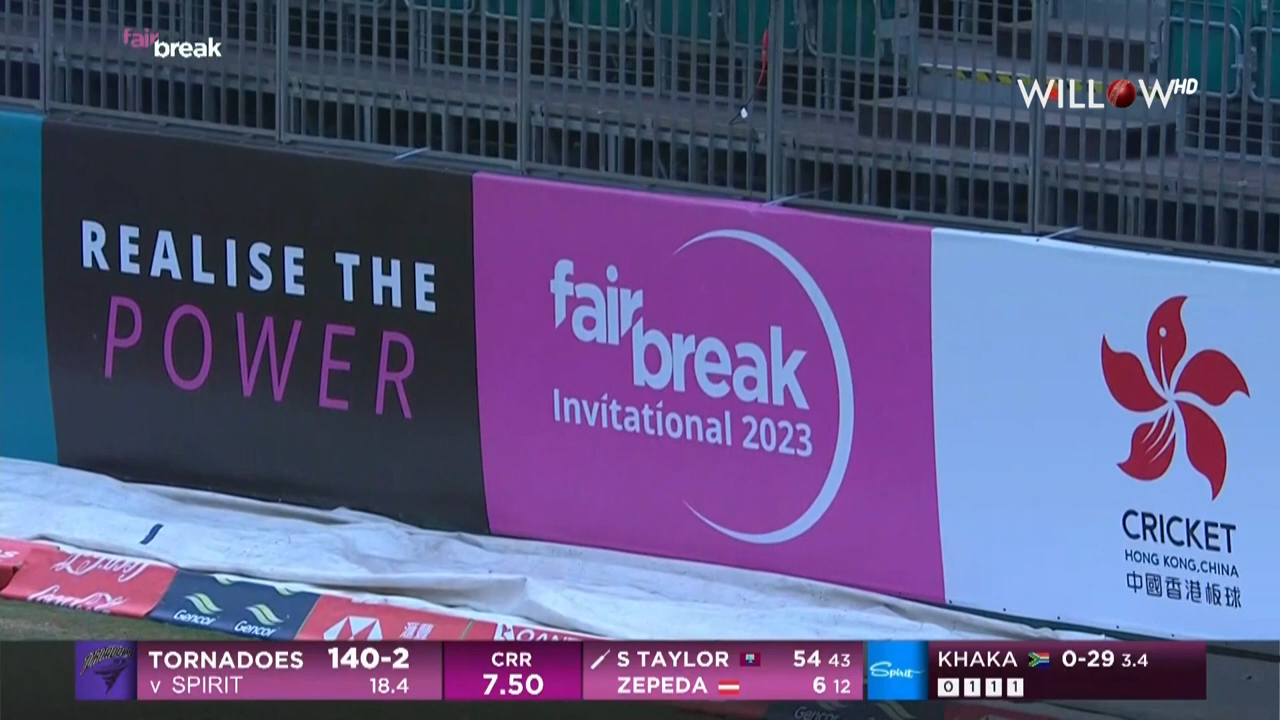 fair
break
WILLOW HD
REALISE THE
POWER
fair
break
Invitational 2023
CRICKET
HONG KONG, CHINA
中國香港板球
Coca-Cola
Gencor
Gencor
TORNADOES 140-2
v SPIRIT 18.4
CRR
7.50
S TAYLOR 54 43
ZEPEDA 6 12
Spirit
KHAKA 0-29 3.4
0 1 1 1